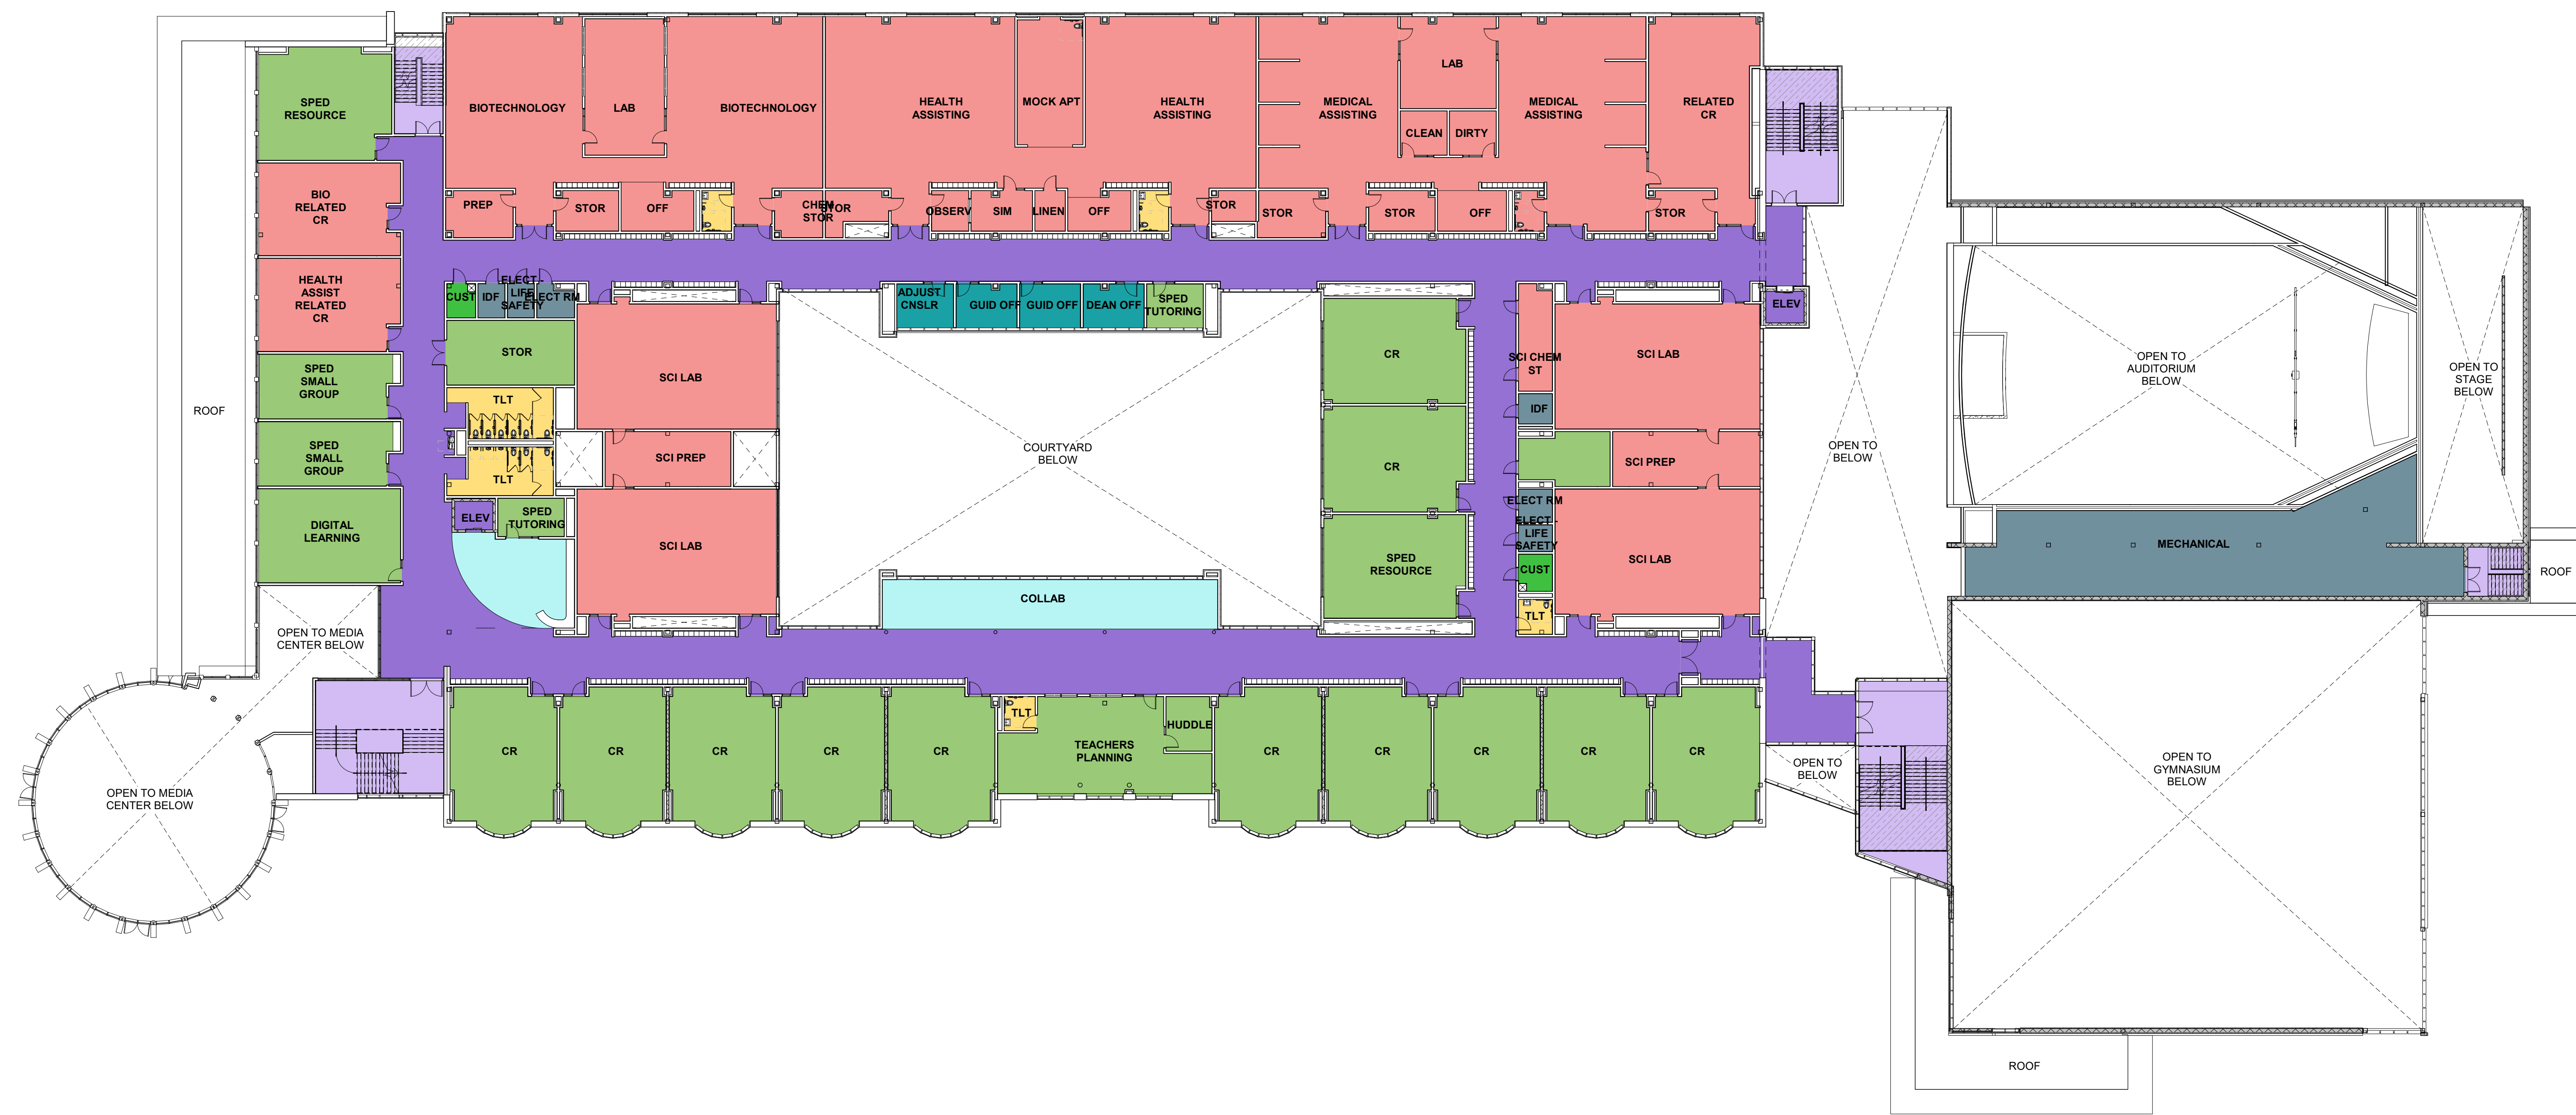 SPED
RESOURCE
BIOTECHNOLOGY
LAB
BIOTECHNOLOGY
HEALTH
ASSISTING
MOCK APT
HEALTH
ASSISTING
MEDICAL
ASSISTING
LAB
CLEAN
DIRTY
MEDICAL
ASSISTING
RELATED
CR
BIO
RELATED
CR
PREP
STOR
OFF
CHEM
STOR
STOR
OBSERV
SIM
LINEN
OFF
STOR
STOR
STOR
OFF
STOR
HEALTH
ASSIST
RELATED
CR
CUST
IDF
ELECT -
LIFE
SAFETY
ELECT RM
ADJUST
CNSLR
GUID OFF
GUID OFF
DEAN OFF
SPED
TUTORING
ELEV
STOR
SCI LAB
CR
SCI CHEM
ST
SCI LAB
OPEN TO
AUDITORIUM
BELOW
OPEN TO
STAGE
BELOW
SPED
SMALL
GROUP
ROOF
TLT
IDF
SPED
SMALL
GROUP
TLT
SCI PREP
COURTYARD
BELOW
CR
SCI PREP
OPEN TO
BELOW
DIGITAL
LEARNING
ELEV
SPED
TUTORING
SCI LAB
SPED
RESOURCE
ELECT RM
ELECT -
LIFE
SAFETY
CUST
SCI LAB
MECHANICAL
ROOF
COLLAB
TLT
OPEN TO MEDIA
CENTER BELOW
OPEN TO MEDIA
CENTER BELOW
CR
CR
CR
CR
CR
TLT
TEACHERS
PLANNING
HUDDLE
CR
CR
CR
CR
CR
OPEN TO
BELOW
OPEN TO
GYMNASIUM
BELOW
ROOF